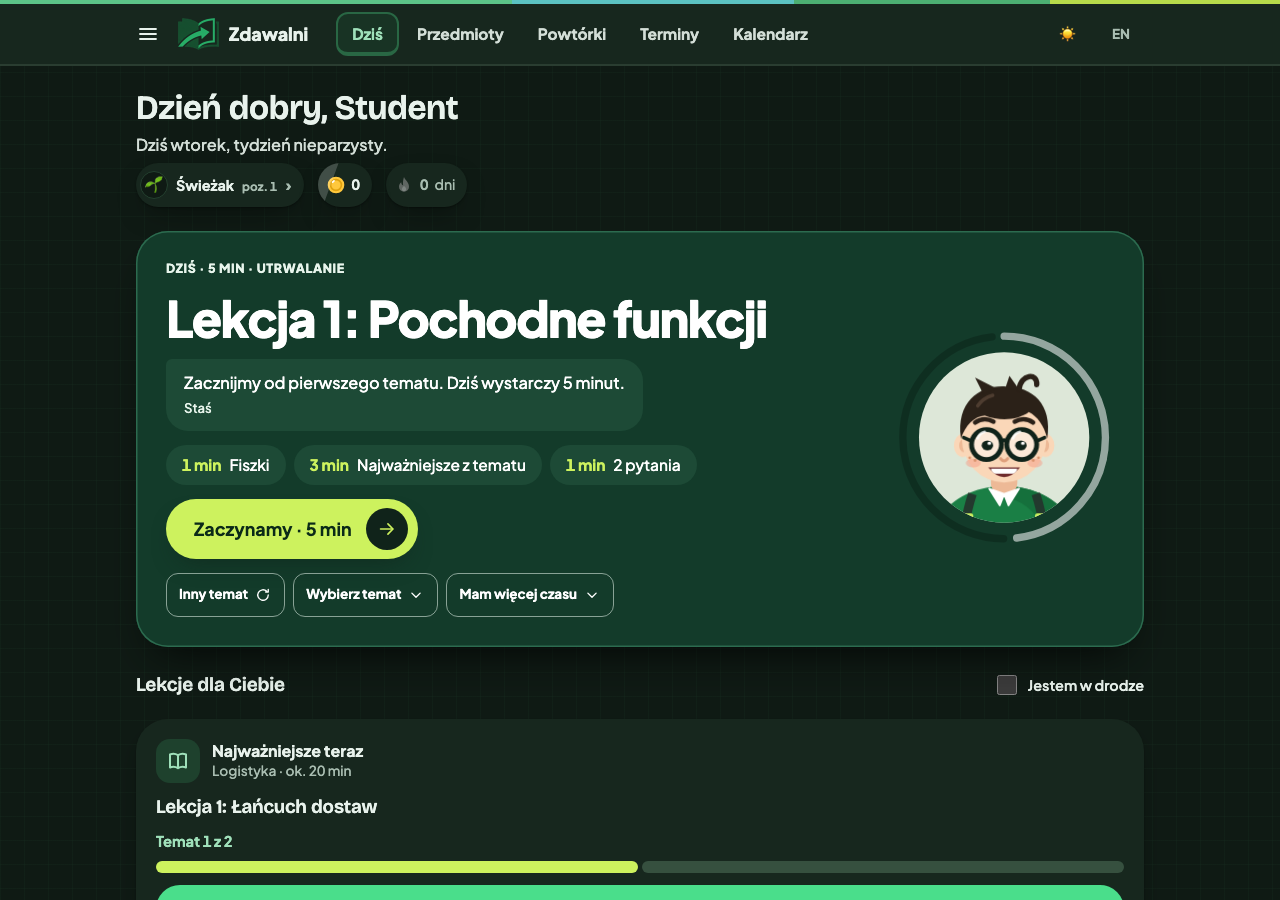 Zdawalni
Dziś
Przedmioty
Powtórki
Terminy
Kalendarz
EN
Dzień dobry, Student
Dziś wtorek, tydzień nieparzysty.
Świeżak poz. 1 ›
0
0 dni
DZIŚ · 5 MIN · UTRWALANIE
Lekcja 1: Pochodne funkcji
Zacznijmy od pierwszego tematu. Dziś wystarczy 5 minut.
Staś
1 min Fiszki
3 min Najważniejsze z tematu
1 min 2 pytania
Zaczynamy · 5 min
Inny temat
Wybierz temat
Mam więcej czasu
Lekcje dla Ciebie
Jestem w drodze
Najważniejsze teraz
Logistyka · ok. 20 min
Lekcja 1: Łańcuch dostaw
Temat 1 z 2